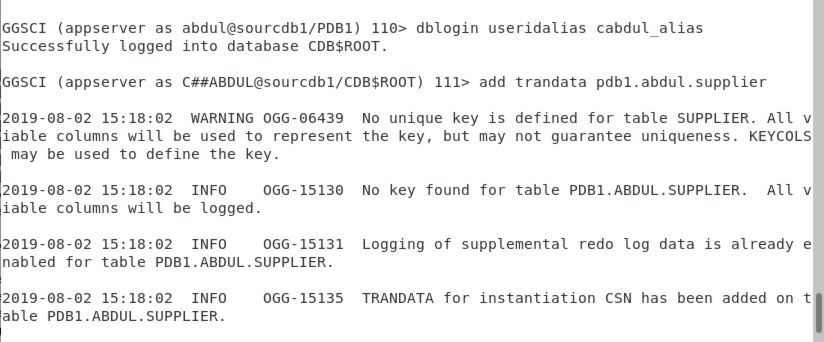 GGSCI (appserver as abdul@sourcdb1/PDB1) 110> dblogin useridalias cabdul_alias
Successfully logged into database CDB$ROOT.
GGSCI (appserver as C##ABDUL@sourcdb1/CDB$ROOT) 111> add trandata pdb1.abdul.supplier
2019-08-02 15:18:02  WARNING OGG-06439  No unique key is defined for table SUPPLIER. All v
iable columns will be used to represent the key, but may not guarantee uniqueness. KEYCOLS
 may be used to define the key.
2019-08-02 15:18:02  INFO    OGG-15130  No key found for table PDB1.ABDUL.SUPPLIER.  All v
iable columns will be logged.
2019-08-02 15:18:02  INFO    OGG-15131  Logging of supplemental redo log data is already e
nabled for table PDB1.ABDUL.SUPPLIER.
2019-08-02 15:18:02  INFO    OGG-15135  TRANDATA for instantiation CSN has been added on t
able PDB1.ABDUL.SUPPLIER.